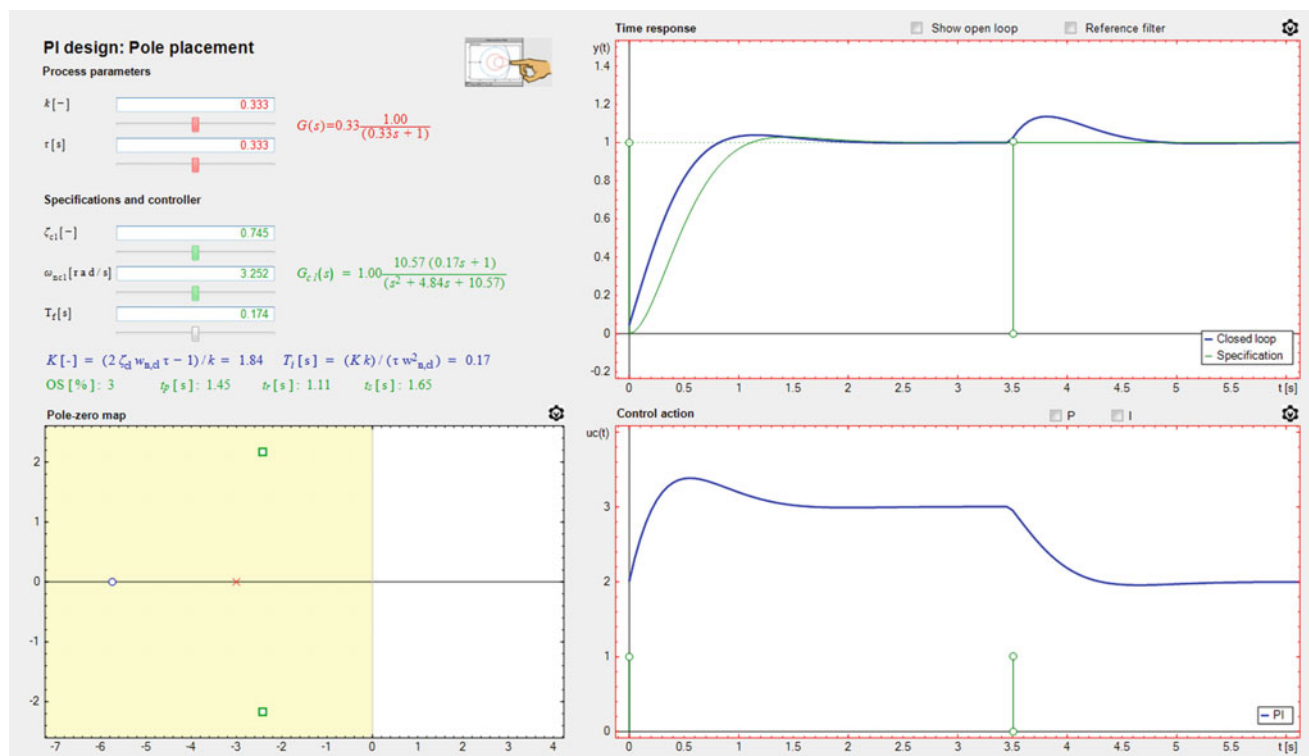 PI design: Pole placement
Process parameters
k[-] 0.333
G(s)=0.33 1.00/(0.33s + 1)
τ[s] 0.333
Specifications and controller
ζcl[-] 0.745
ωncl[rad/s] 3.252
Gcl(s) = 1.00 10.57 (0.17s + 1)/(s² + 4.84s + 10.57)
Tf[s] 0.174
K[-] = (2 ζcl wn,cl τ − 1)/k = 1.84 Ti[s] = (K k)/(τ w²n,cl) = 0.17
OS[%]: 3 tp[s]: 1.45 tr[s]: 1.11 ts[s]: 1.65
Pole-zero map
2
1
0
-1
-2
-7 -6 -5 -4 -3 -2 -1 0 1 2 3 4
Time response
Show open loop
Reference filter
y(t)
1.4
1.2
1
0.8
0.6
0.4
0.2
0
-0.2
Closed loop
Specification
0 0.5 1 1.5 2 2.5 3 3.5 4 4.5 5 5.5 t[s]
Control action
P
I
uc(t)
3
2
1
0
PI
0 0.5 1 1.5 2 2.5 3 3.5 4 4.5 5 5.5 t[s]